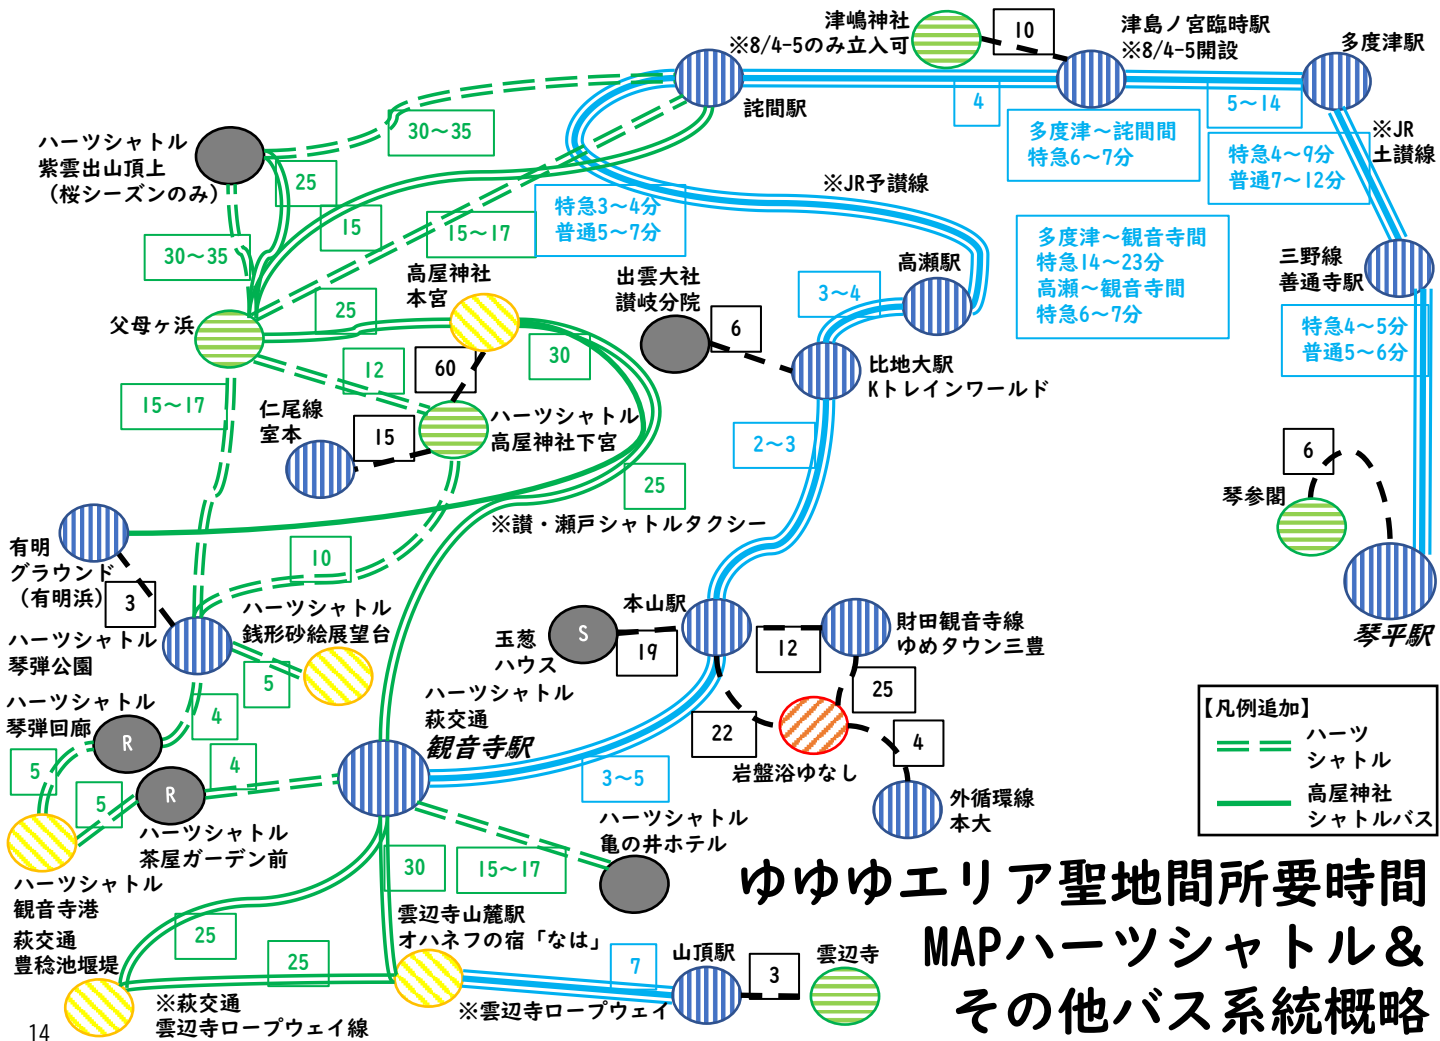 津嶋神社
※8/4-5のみ立入可
10
津島ノ宮臨時駅
※8/4-5開設
多度津駅
詫間駅
4
5～14
30～35
ハーツシャトル
紫雲出山頂上
（桜シーズンのみ）
25
多度津～詫間間
特急6～7分
特急4～9分
普通7～12分
※JR
土讃線
※JR予讃線
特急3～4分
普通5～7分
15
15～17
30～35
多度津～観音寺間
特急14～23分
高瀬～観音寺間
特急6～7分
三野線
善通寺駅
高屋神社
本宮
出雲大社
讃岐分院
高瀬駅
3～4
父母ヶ浜
25
6
特急4～5分
普通5～6分
30
60
12
比地大駅
Kトレインワールド
15～17
仁尾線
室本
15
ハーツシャトル
高屋神社下宮
2～3
6
琴参閣
25
※讃・瀬戸シャトルタクシー
有明
グラウンド
（有明浜）
3
10
ハーツシャトル
銭形砂絵展望台
ハーツシャトル
琴弾公園
5
玉葱
ハウス
S
19
本山駅
12
財田観音寺線
ゆめタウン三豊
琴平駅
25
22
4
岩盤浴ゆなし
外循環線
本大
ハーツシャトル
琴弾回廊
R
4
4
5
5
R
ハーツシャトル
茶屋ガーデン前
ハーツシャトル
萩交通
観音寺駅
3～5
ハーツシャトル
亀の井ホテル
【凡例追加】
ハーツ
シャトル
高屋神社
シャトルバス
ハーツシャトル
観音寺港
30
15～17
萩交通
豊稔池堰堤
25
25
雲辺寺山麓駅
オハネフの宿「なは」
7
山頂駅
3
雲辺寺
※萩交通
雲辺寺ロープウェイ線
※雲辺寺ロープウェイ
ゆゆゆエリア聖地間所要時間
MAPハーツシャトル＆
その他バス系統概略
14